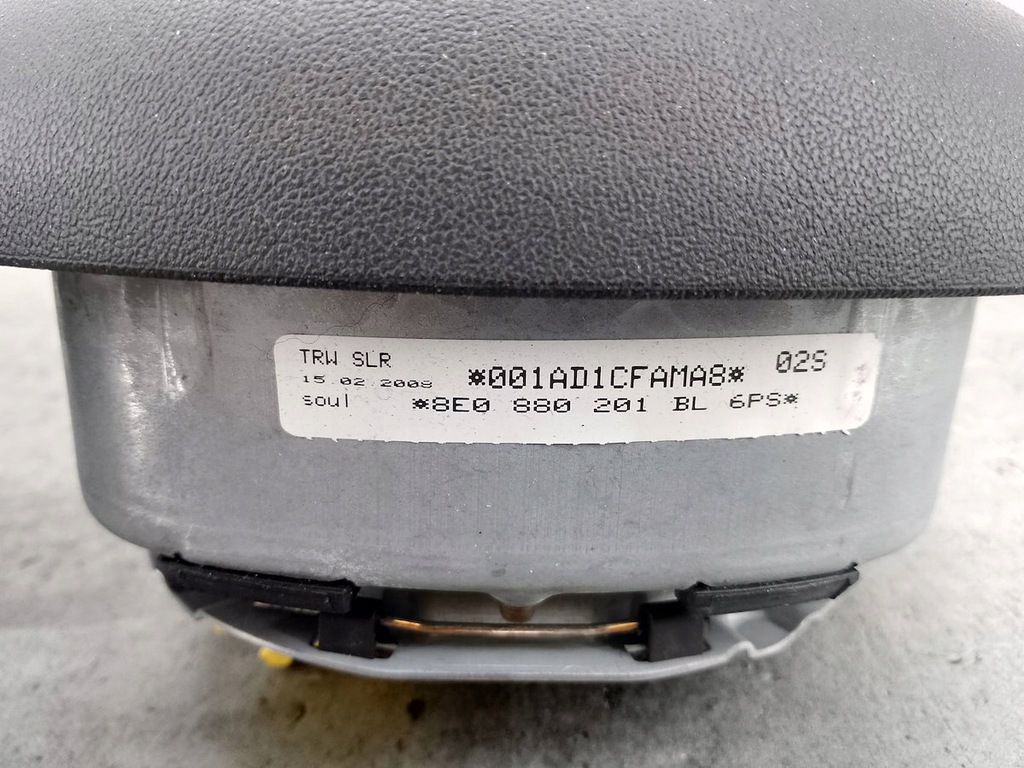 TRW SLR
15.02.2008 *001AD1CFAMA8* 02S
soul *8E0 880 201 BL 6PS*